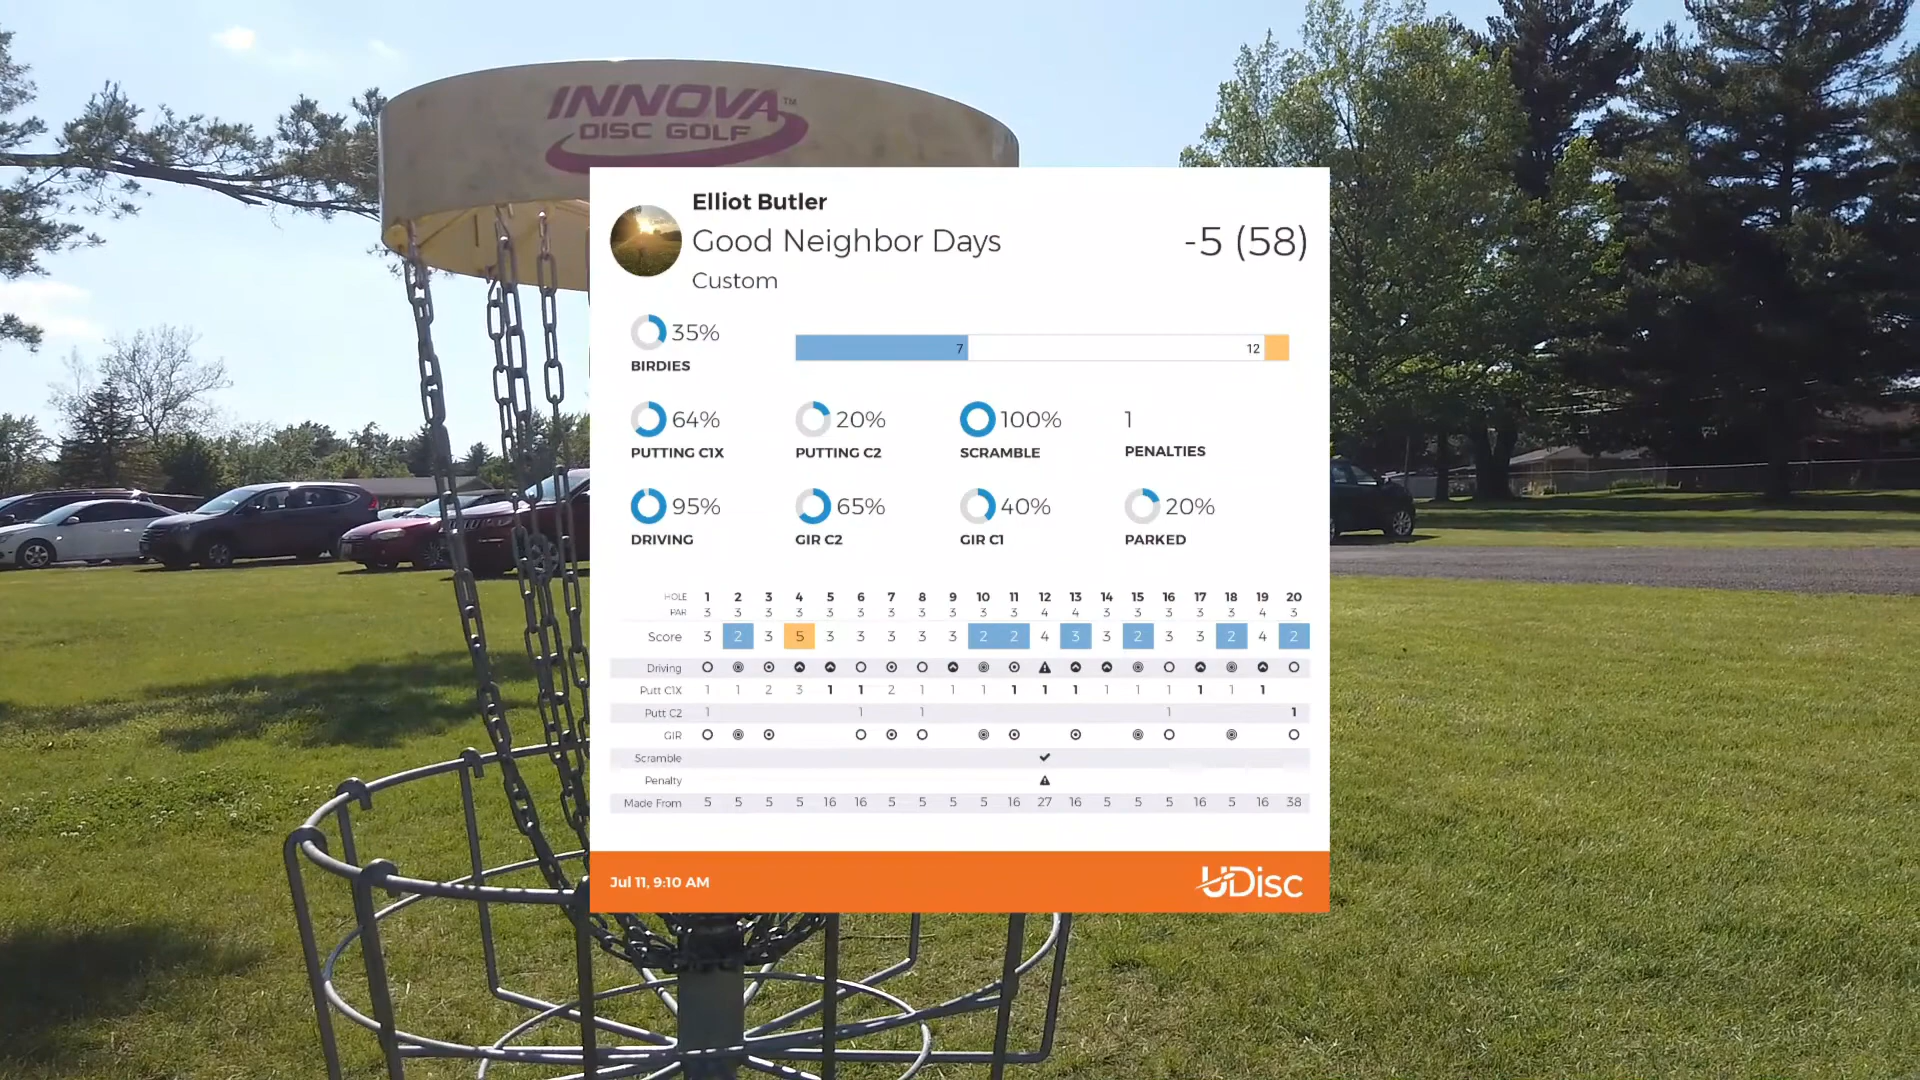 INNOVA™
DISC GOLF
Elliot Butler
Good Neighbor Days
-5 (58)
Custom
35%
BIRDIES
7
12
64%
PUTTING C1X
20%
PUTTING C2
100%
SCRAMBLE
1
PENALTIES
95%
DRIVING
65%
GIR C2
40%
GIR C1
20%
PARKED
HOLE 1 2 3 4 5 6 7 8 9 10 11 12 13 14 15 16 17 18 19 20
PAR 3 3 3 3 3 3 3 3 3 3 3 4 4 3 3 3 3 3 4 3
Score 3 2 3 5 3 3 3 3 3 2 2 4 3 3 2 3 3 2 4 2
Driving
Putt C1X 1 1 2 3 1 1 2 1 1 1 1 1 1 1 1 1 1 1 1
Putt C2 1 1 1 1 1
GIR
Scramble
Penalty
Made From 5 5 5 5 16 16 5 5 5 5 16 27 16 5 5 5 16 5 16 38
Jul 11, 9:10 AM
UDisc